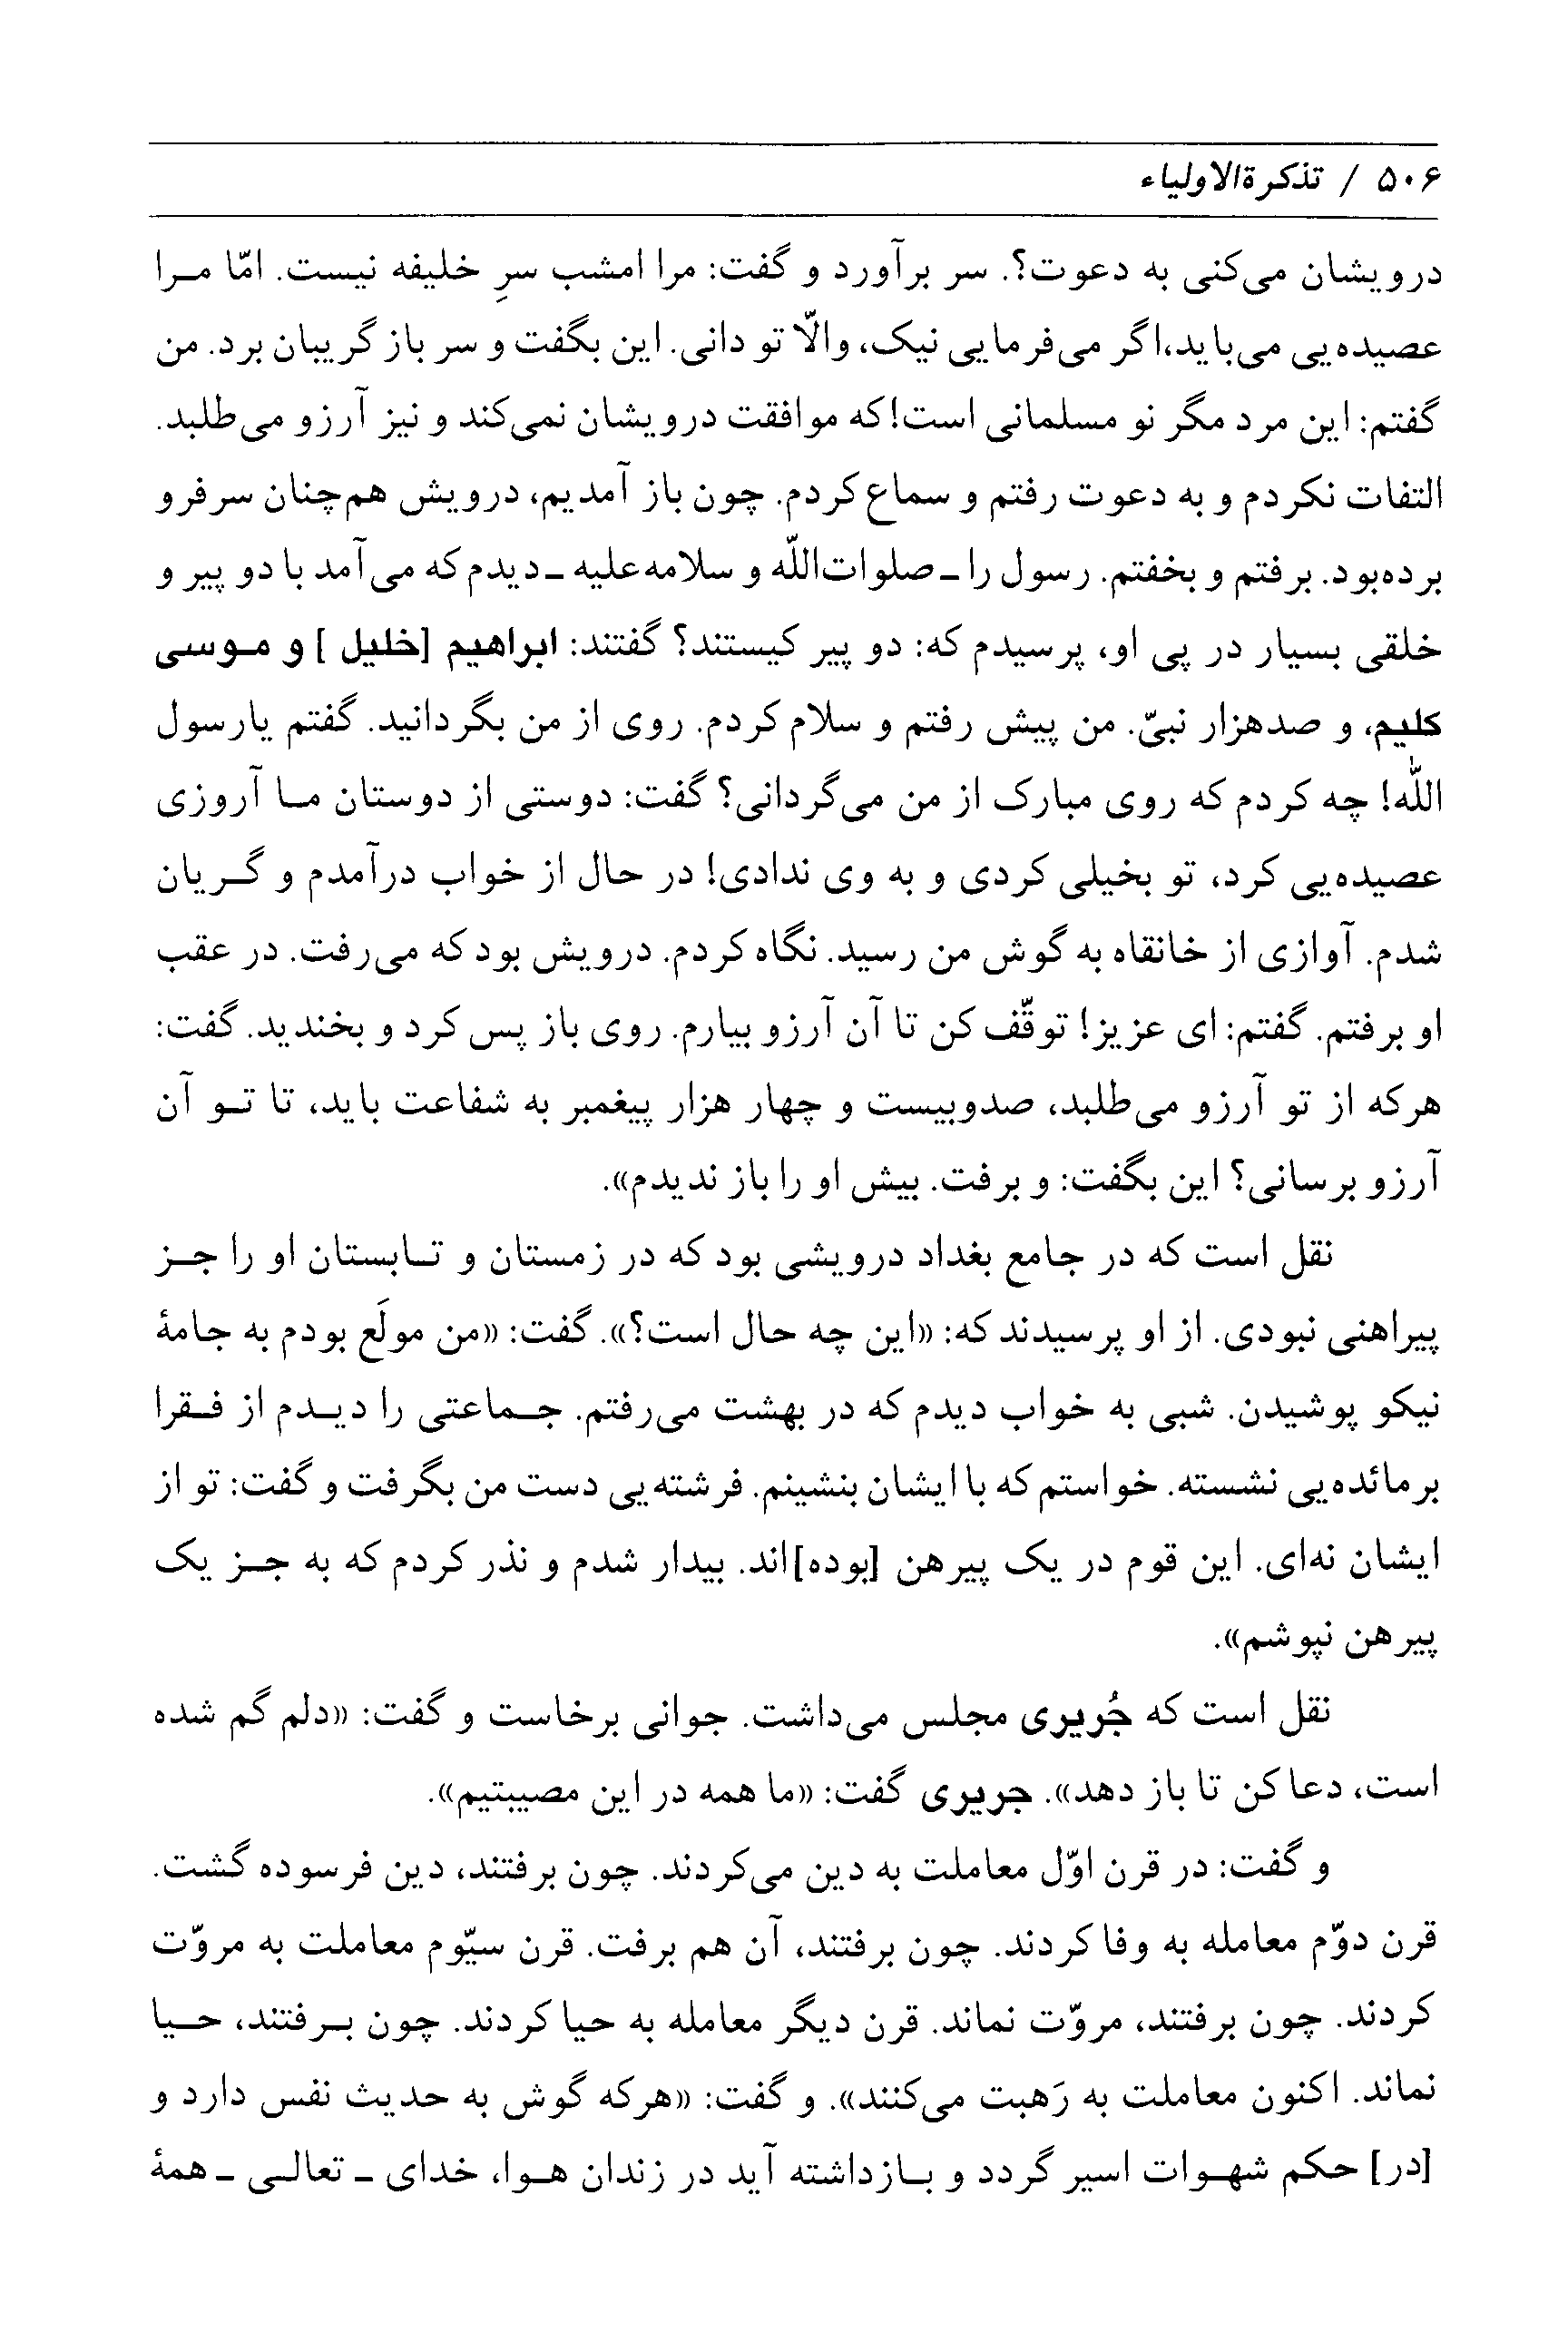 ۵۰۶ / تذکرةالاولیاء
درویشان می‌کنی به دعوت؟. سر برآورد و گفت: مرا امشب سرِ خلیفه نیست. امّا مرا
عصیده‌یی می‌باید،اگر می‌فرمایی نیک، والّا تو دانی. این بگفت و سر باز گریبان برد. من
گفتم: این مرد مگر نو مسلمانی است!که موافقت درویشان نمی‌کند و نیز آرزو می‌طلبد.
التفات نکردم و به دعوت رفتم و سماع کردم. چون باز آمدیم، درویش هم‌چنان سرفرو
برده‌بود. برفتم و بخفتم. رسول را ـ صلوات‌اللّه و سلامه‌علیه ـ دیدم که می‌آمد با دو پیر و
خلقی بسیار در پی او، پرسیدم که: دو پیر کیستند؟ گفتند: ابراهیم [خلیل ] و موسی
کلیم، و صدهزار نبیّ. من پیش رفتم و سلام کردم. روی از من بگردانید. گفتم یارسول
اللّه! چه کردم که روی مبارک از من می‌گردانی؟ گفت: دوستی از دوستان ما آروزی
عصیده‌یی کرد، تو بخیلی کردی و به وی ندادی! در حال از خواب درآمدم و گریان
شدم. آوازی از خانقاه به گوش من رسید. نگاه کردم. درویش بود که می‌رفت. در عقب
او برفتم. گفتم: ای عزیز! توقّف کن تا آن آرزو بیارم. روی باز پس کرد و بخندید. گفت:
هرکه از تو آرزو می‌طلبد، صدوبیست و چهار هزار پیغمبر به شفاعت باید، تا تو آن
آرزو برسانی؟ این بگفت: و برفت. بیش او را باز ندیدم».
نقل است که در جامع بغداد درویشی بود که در زمستان و تابستان او را جز
پیراهنی نبودی. از او پرسیدند که: «این چه حال است؟». گفت: «من مولَع بودم به جامهٔ
نیکو پوشیدن. شبی به خواب دیدم که در بهشت می‌رفتم. جماعتی را دیدم از فقرا
بر مائده‌یی نشسته. خواستم که با ایشان بنشینم. فرشته‌یی دست من بگرفت و گفت: تو از
ایشان نه‌ای. این قوم در یک پیرهن [بوده]اند. بیدار شدم و نذر کردم که به جز یک
پیرهن نپوشم».
نقل است که جُریری مجلس می‌داشت. جوانی برخاست و گفت: «دلم گم شده
است، دعا کن تا باز دهد». جریری گفت: «ما همه در این مصیبتیم».
و گفت: در قرن اوّل معاملت به دین می‌کردند. چون برفتند، دین فرسوده گشت.
قرن دوّم معامله به وفا کردند. چون برفتند، آن هم برفت. قرن سیّوم معاملت به مروّت
کردند. چون برفتند، مروّت نماند. قرن دیگر معامله به حیا کردند. چون برفتند، حیا
نماند. اکنون معاملت به رَهبت می‌کنند». و گفت: «هرکه گوش به حدیث نفس دارد و
[در] حکم شهوات اسیر گردد و بازداشته آید در زندان هوا، خدای ـ تعالی ـ همهٔ